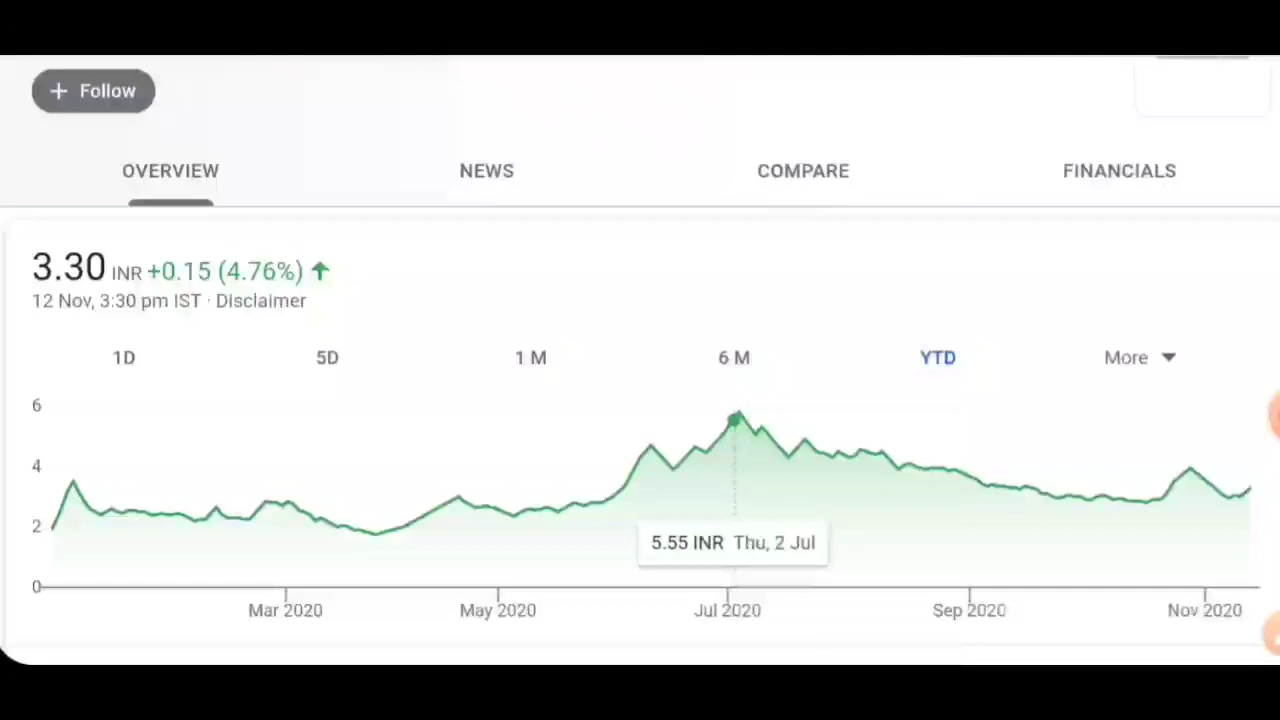 + Follow
OVERVIEW NEWS COMPARE FINANCIALS
3.30 INR +0.15 (4.76%) ↑
12 Nov, 3:30 pm IST · Disclaimer
1D 5D 1 M 6 M YTD More
6
4
2
0
5.55 INR Thu, 2 Jul
Mar 2020 May 2020 Jul 2020 Sep 2020 Nov 2020